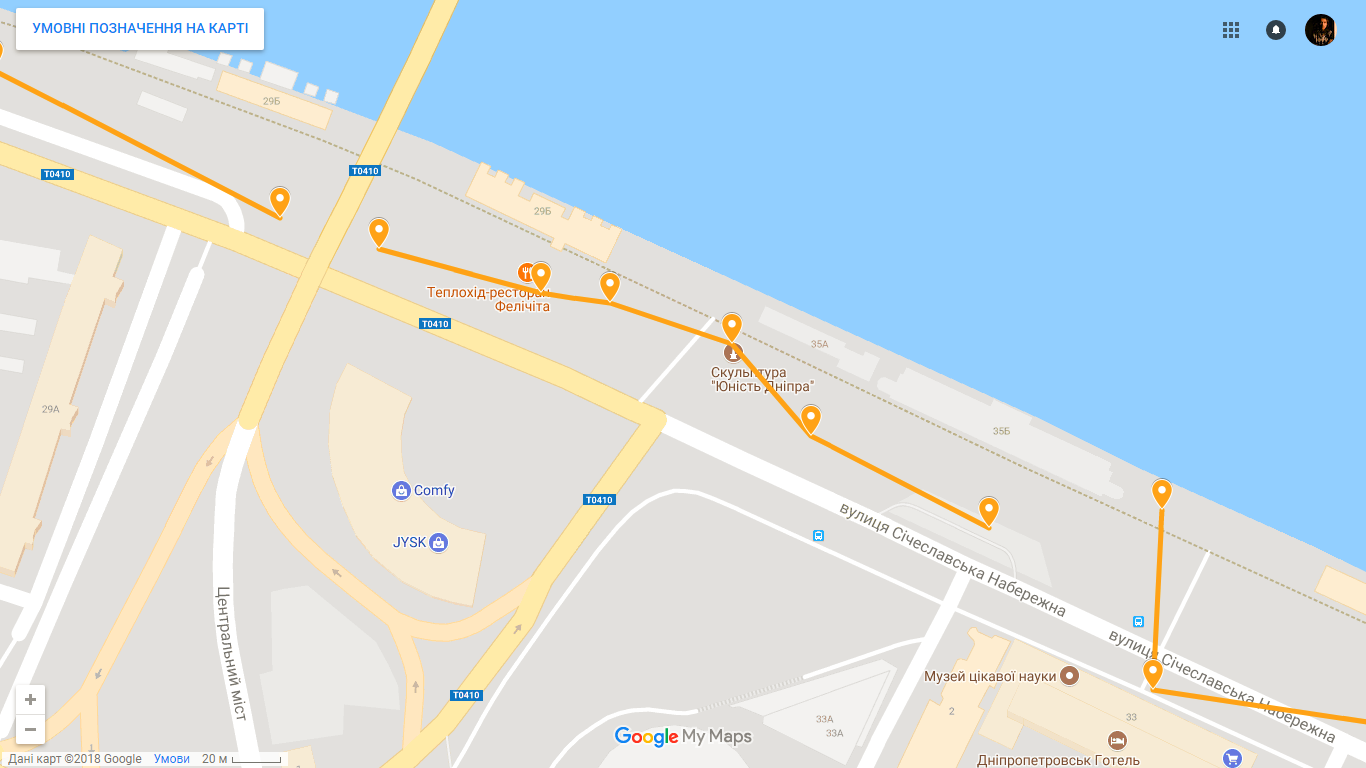 УМОВНІ ПОЗНАЧЕННЯ НА КАРТІ
29Б
T0410
T0410
29Б
Теплохід-ресторан
Фелічіта
T0410
35А
Скульптура
"Юність Дніпра"
29А
35Б
Comfy
T0410
JYSK
вулиця Січеславська Набережна
Центральний міст
вулиця Січеславська Набережна
Музей цікавої науки
T0410
2
33
33А
33А
Google My Maps
Дніпропетровськ Готель
Дані карт ©2018 Google Умови 20 м